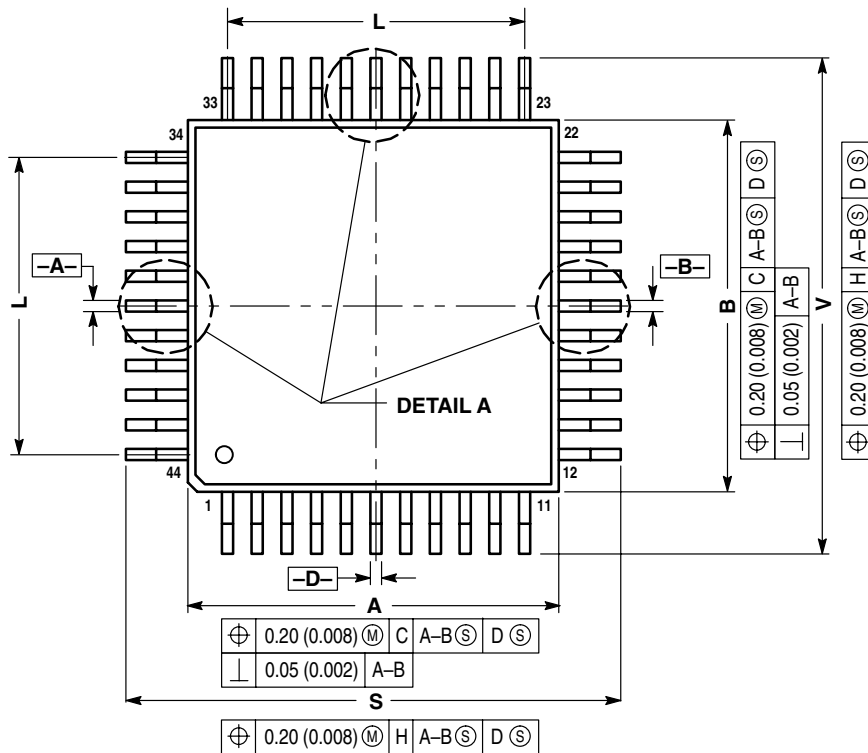 L
33
23
34
22
–A–
L
–B–
B
⌖ 0.20 (0.008) Ⓜ C A–B Ⓢ D Ⓢ
⊥ 0.05 (0.002) A–B
V
⌖ 0.20 (0.008) Ⓜ H A–B Ⓢ D Ⓢ
DETAIL A
44
12
1
11
–D–
A
⌖ 0.20 (0.008) Ⓜ C A–B Ⓢ D Ⓢ
⊥ 0.05 (0.002) A–B
S
⌖ 0.20 (0.008) Ⓜ H A–B Ⓢ D Ⓢ